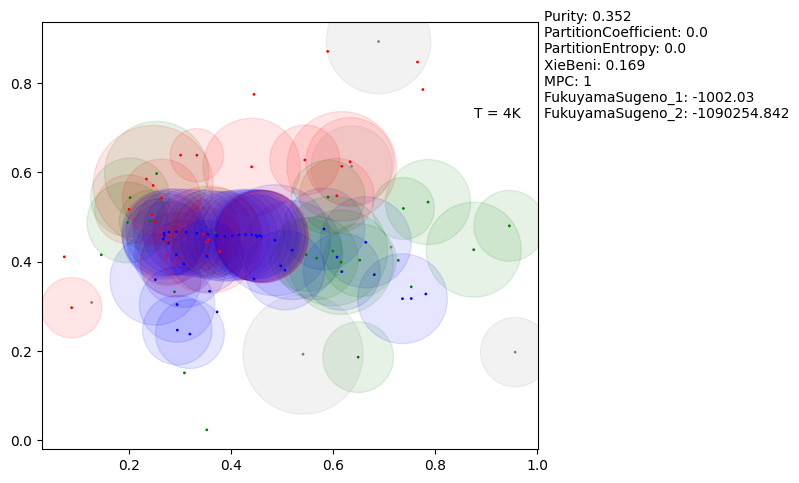 Purity: 0.352
PartitionCoefficient: 0.0
PartitionEntropy: 0.0
XieBeni: 0.169
MPC: 1
FukuyamaSugeno_1: -1002.03
FukuyamaSugeno_2: -1090254.842
T = 4K
0.8
0.6
0.4
0.2
0.0
0.2 0.4 0.6 0.8 1.0